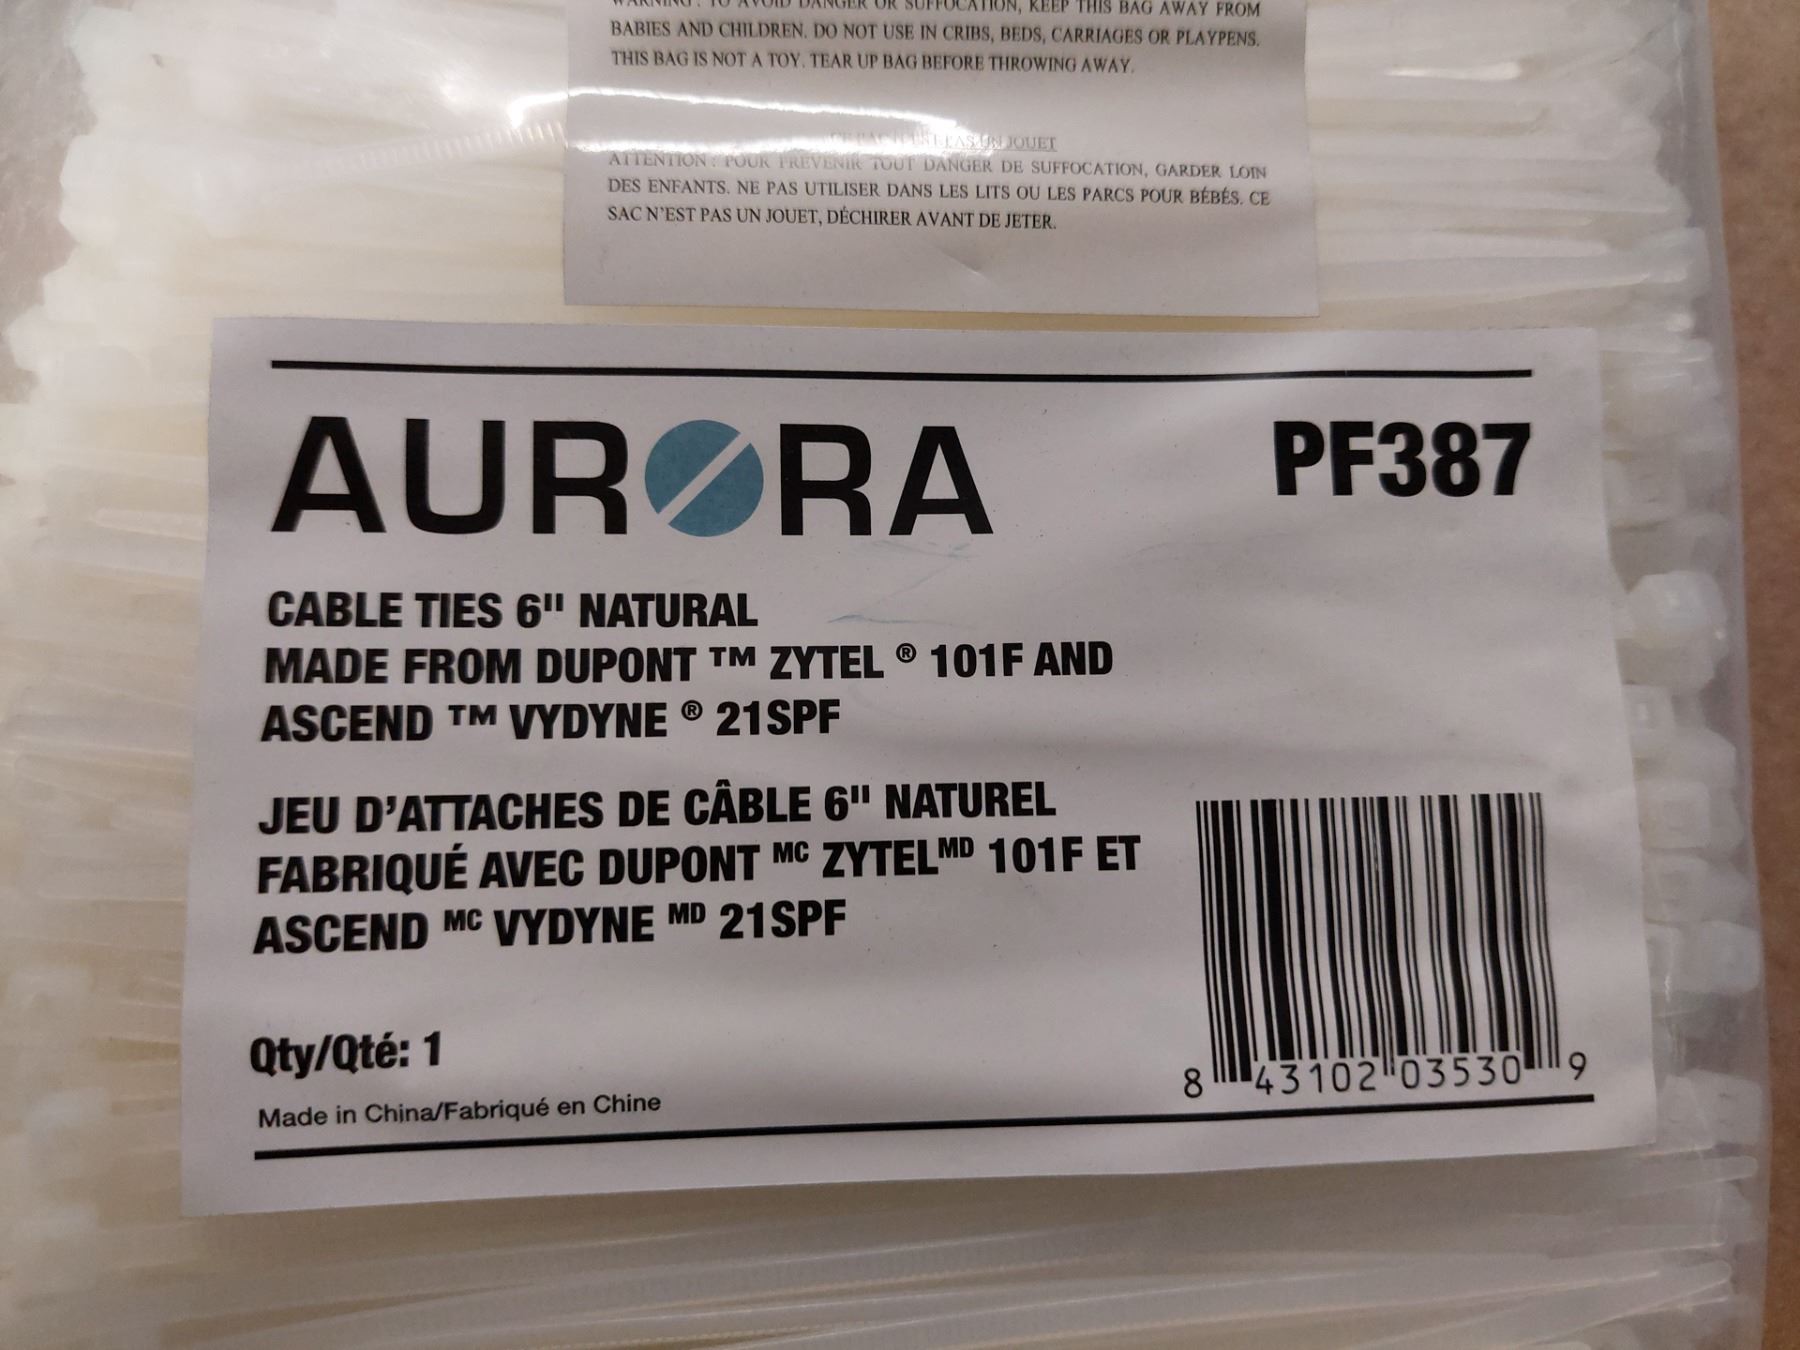 WARNING : TO AVOID DANGER OR SUFFOCATION, KEEP THIS BAG AWAY FROM
BABIES AND CHILDREN. DO NOT USE IN CRIBS, BEDS, CARRIAGES OR PLAYPENS.
THIS BAG IS NOT A TOY. TEAR UP BAG BEFORE THROWING AWAY.
PAS UN JOUET
ATTENTION : POUR PREVENIR TOUT DANGER DE SUFFOCATION, GARDER LOIN
DES ENFANTS. NE PAS UTILISER DANS LES LITS OU LES PARCS POUR BÉBÉS. CE
SAC N'EST PAS UN JOUET, DÉCHIRER AVANT DE JETER.
AURORA PF387
CABLE TIES 6" NATURAL
MADE FROM DUPONT ™ ZYTEL ® 101F AND
ASCEND ™ VYDYNE ® 21SPF
JEU D'ATTACHES DE CÂBLE 6" NATUREL
FABRIQUÉ AVEC DUPONT MC ZYTEL MD 101F ET
ASCEND MC VYDYNE MD 21SPF
Qty/Qté: 1
8 43102 03530 9
Made in China/Fabriqué en Chine